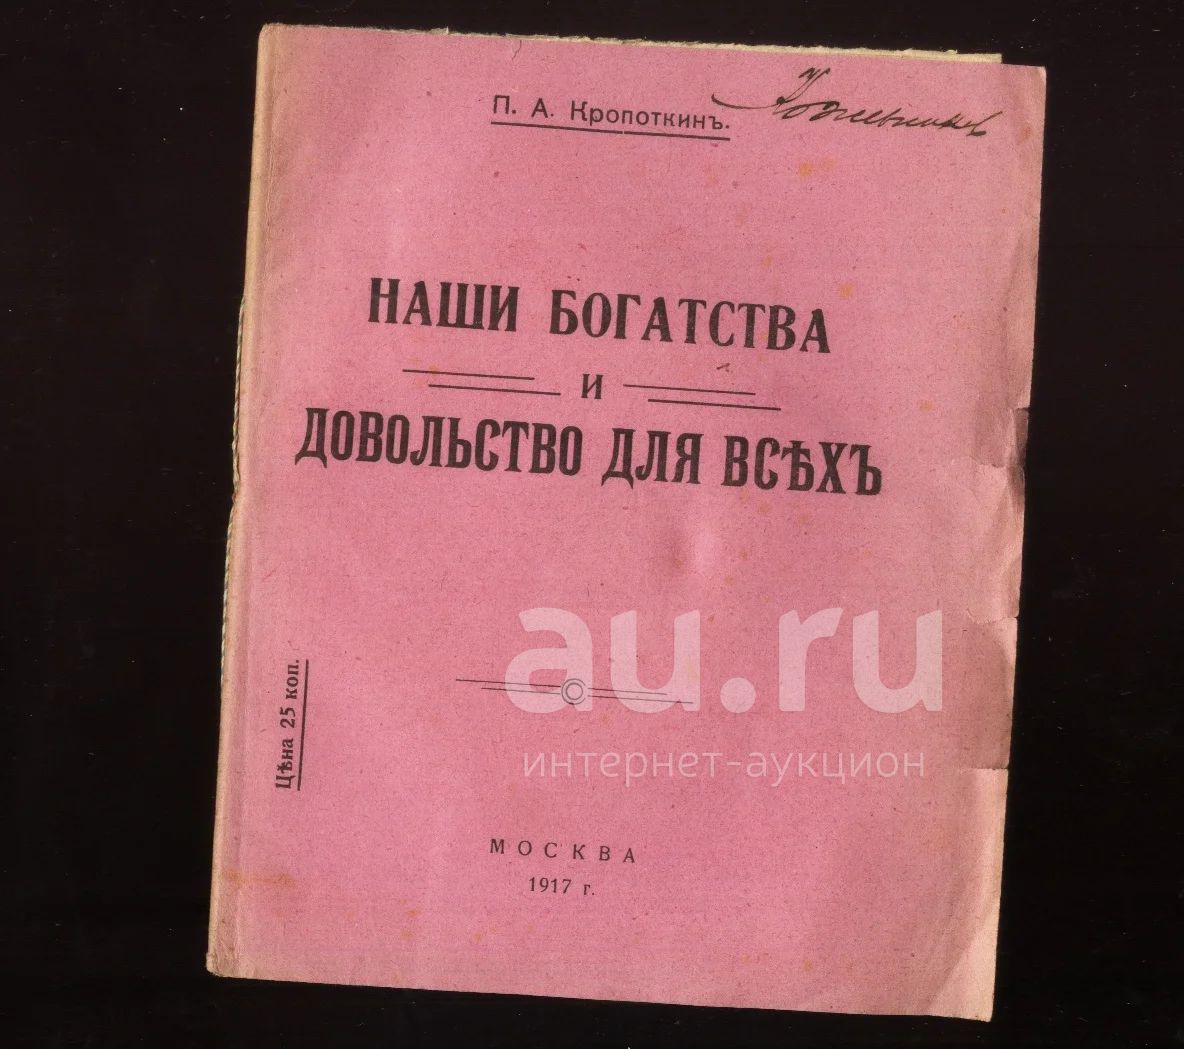 П. А. Кропоткинъ.
НАШИ БОГАТСТВА
И
ДОВОЛЬСТВО ДЛЯ ВСѢХЪ
au.ru
интернет-аукцион
Цѣна 25 коп.
МОСКВА
1917 г.